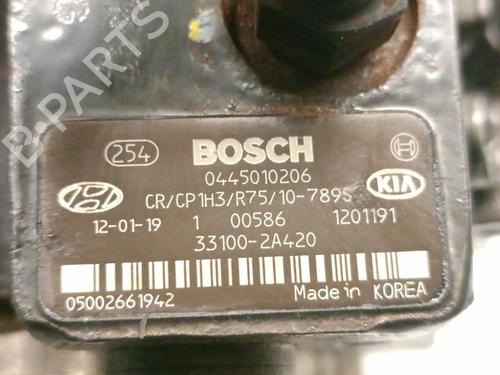 254 BOSCH
0445010206
CR/CP1H3/R75/10-789S
KIA
12-01-19 1 00586 1201191
33100-2A420
05002661942 Made in KOREA
B-PARTS